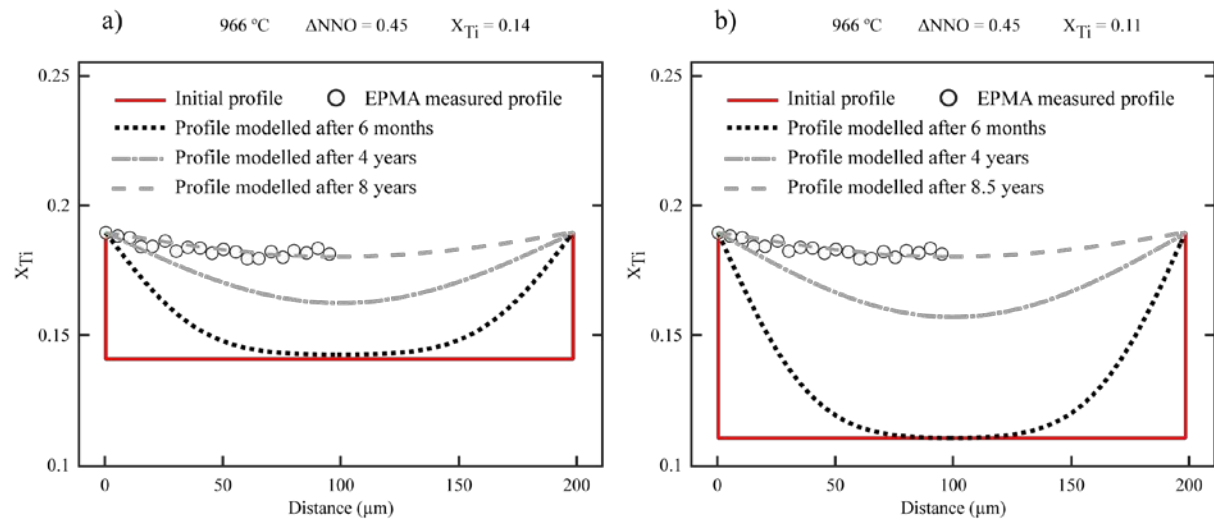 a) 966 °C ΔNNO = 0.45 X_Ti = 0.14
0.25
Initial profile EPMA measured profile
Profile modelled after 6 months
Profile modelled after 4 years
Profile modelled after 8 years
0.2
X_Ti
0.15
0.1
0 50 100 150 200
Distance (μm)
b) 966 °C ΔNNO = 0.45 X_Ti = 0.11
0.25
Initial profile EPMA measured profile
Profile modelled after 6 months
Profile modelled after 4 years
Profile modelled after 8.5 years
0.2
X_Ti
0.15
0.1
0 50 100 150 200
Distance (μm)